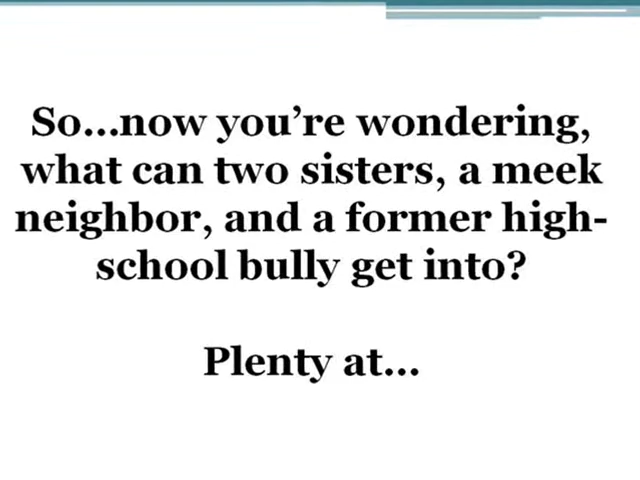 So...now you're wondering,
what can two sisters, a meek
neighbor, and a former high-
school bully get into?
Plenty at...